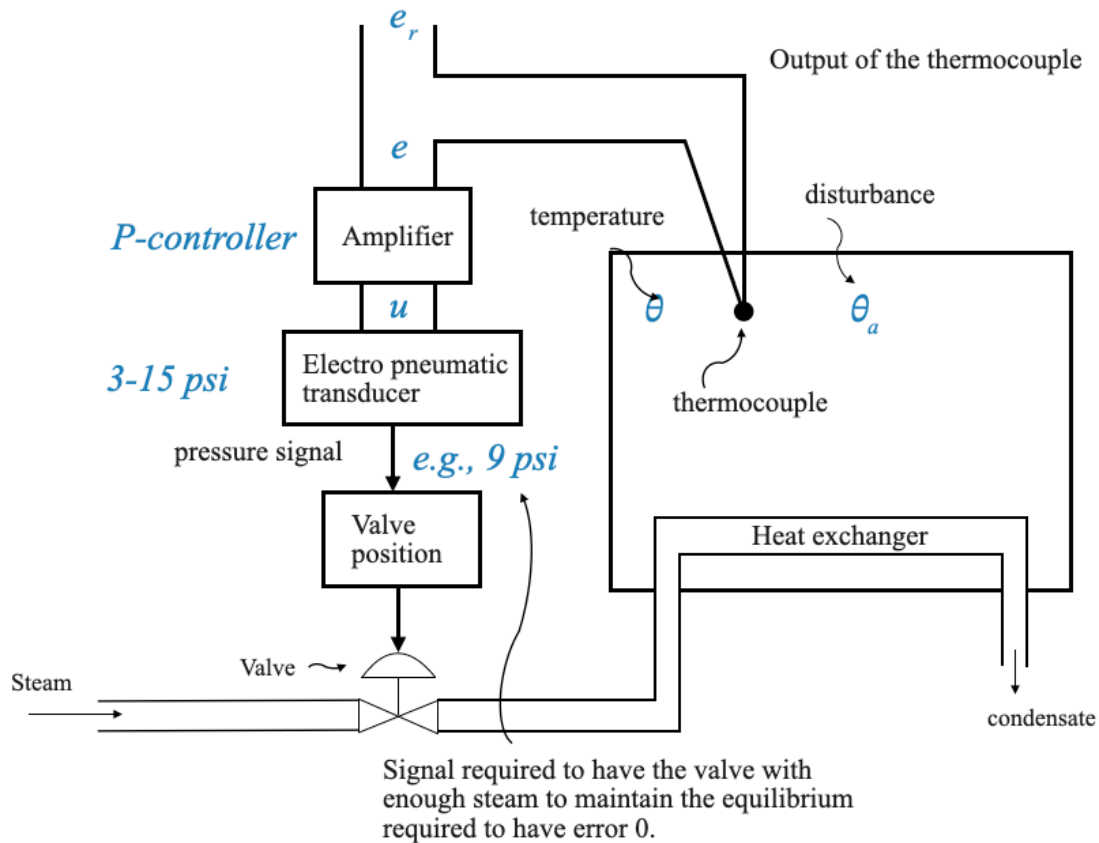 e_r
Output of the thermocouple
e
disturbance
temperature
P-controller
Amplifier
θ
θ_a
u
3-15 psi
Electro pneumatic
transducer
thermocouple
pressure signal
e.g., 9 psi
Valve
position
Heat exchanger
Valve
Steam
condensate
Signal required to have the valve with
enough steam to maintain the equilibrium
required to have error 0.